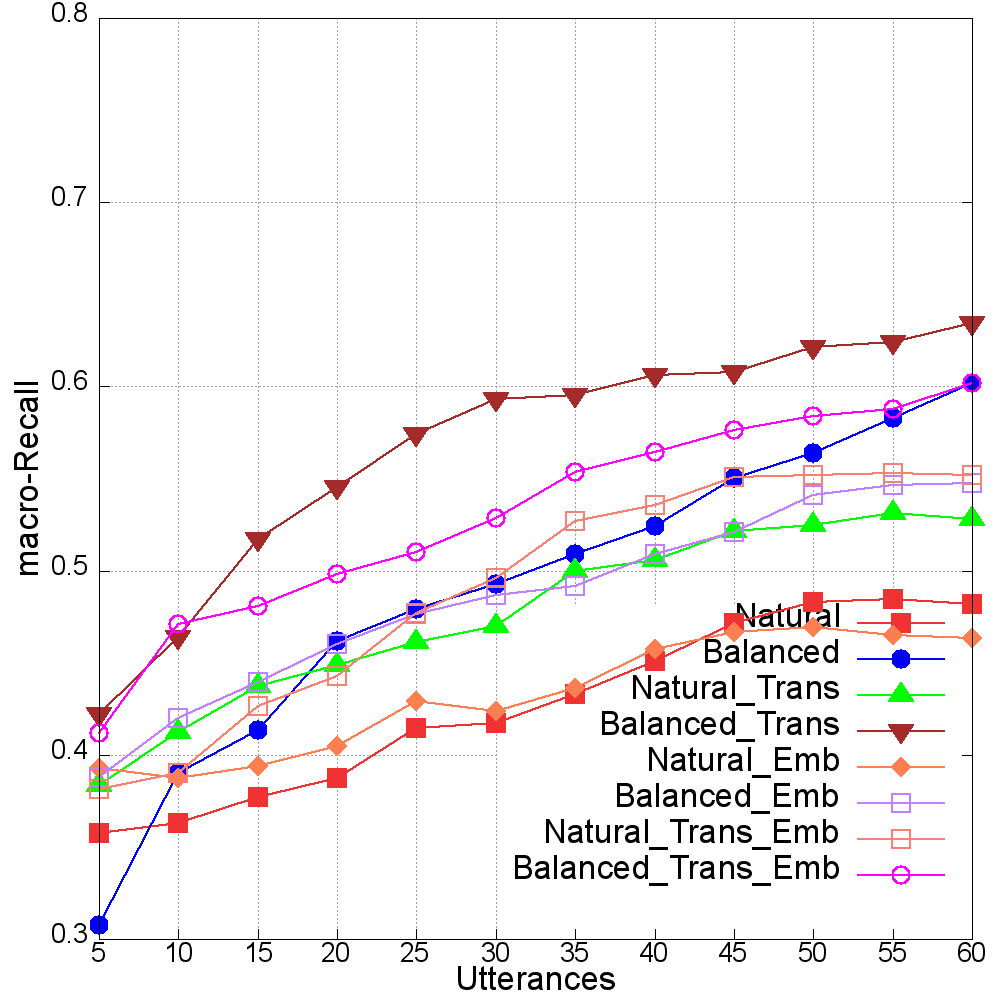 0.8
0.7
0.6
0.5
0.4
0.3
macro-Recall
5 10 15 20 25 30 35 40 45 50 55 60
Utterances
Natural
Balanced
Natural_Trans
Balanced_Trans
Natural_Emb
Balanced_Emb
Natural_Trans_Emb
Balanced_Trans_Emb